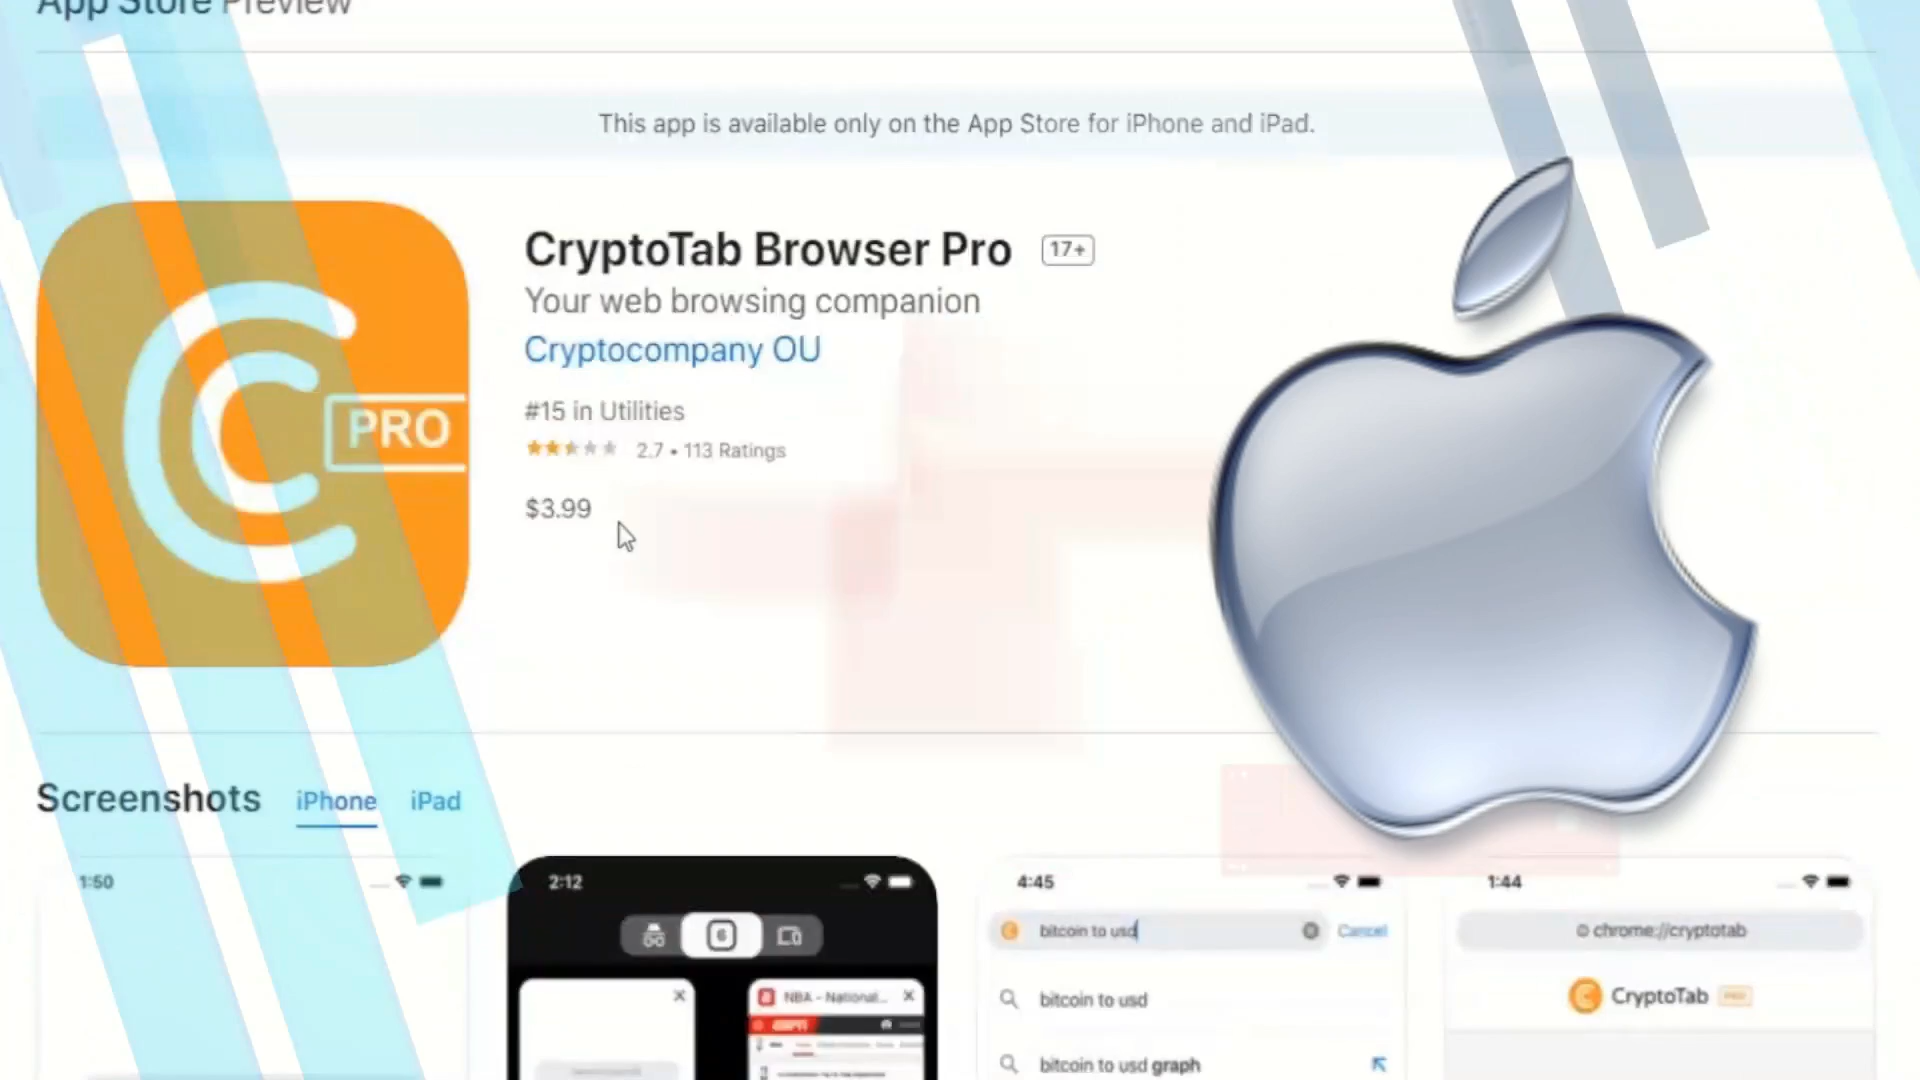 App Store Preview
This app is available only on the App Store for iPhone and iPad.
PRO
CryptoTab Browser Pro 17+
Your web browsing companion
Cryptocompany OU
#15 in Utilities
2.7 • 113 Ratings
$3.99
Screenshots iPhone iPad
1:50
2:12
6
NBA - National...
ESPN
4:45
bitcoin to usd
Cancel
bitcoin to usd
bitcoin to usd graph
1:44
chrome://cryptotab
CryptoTab PRO